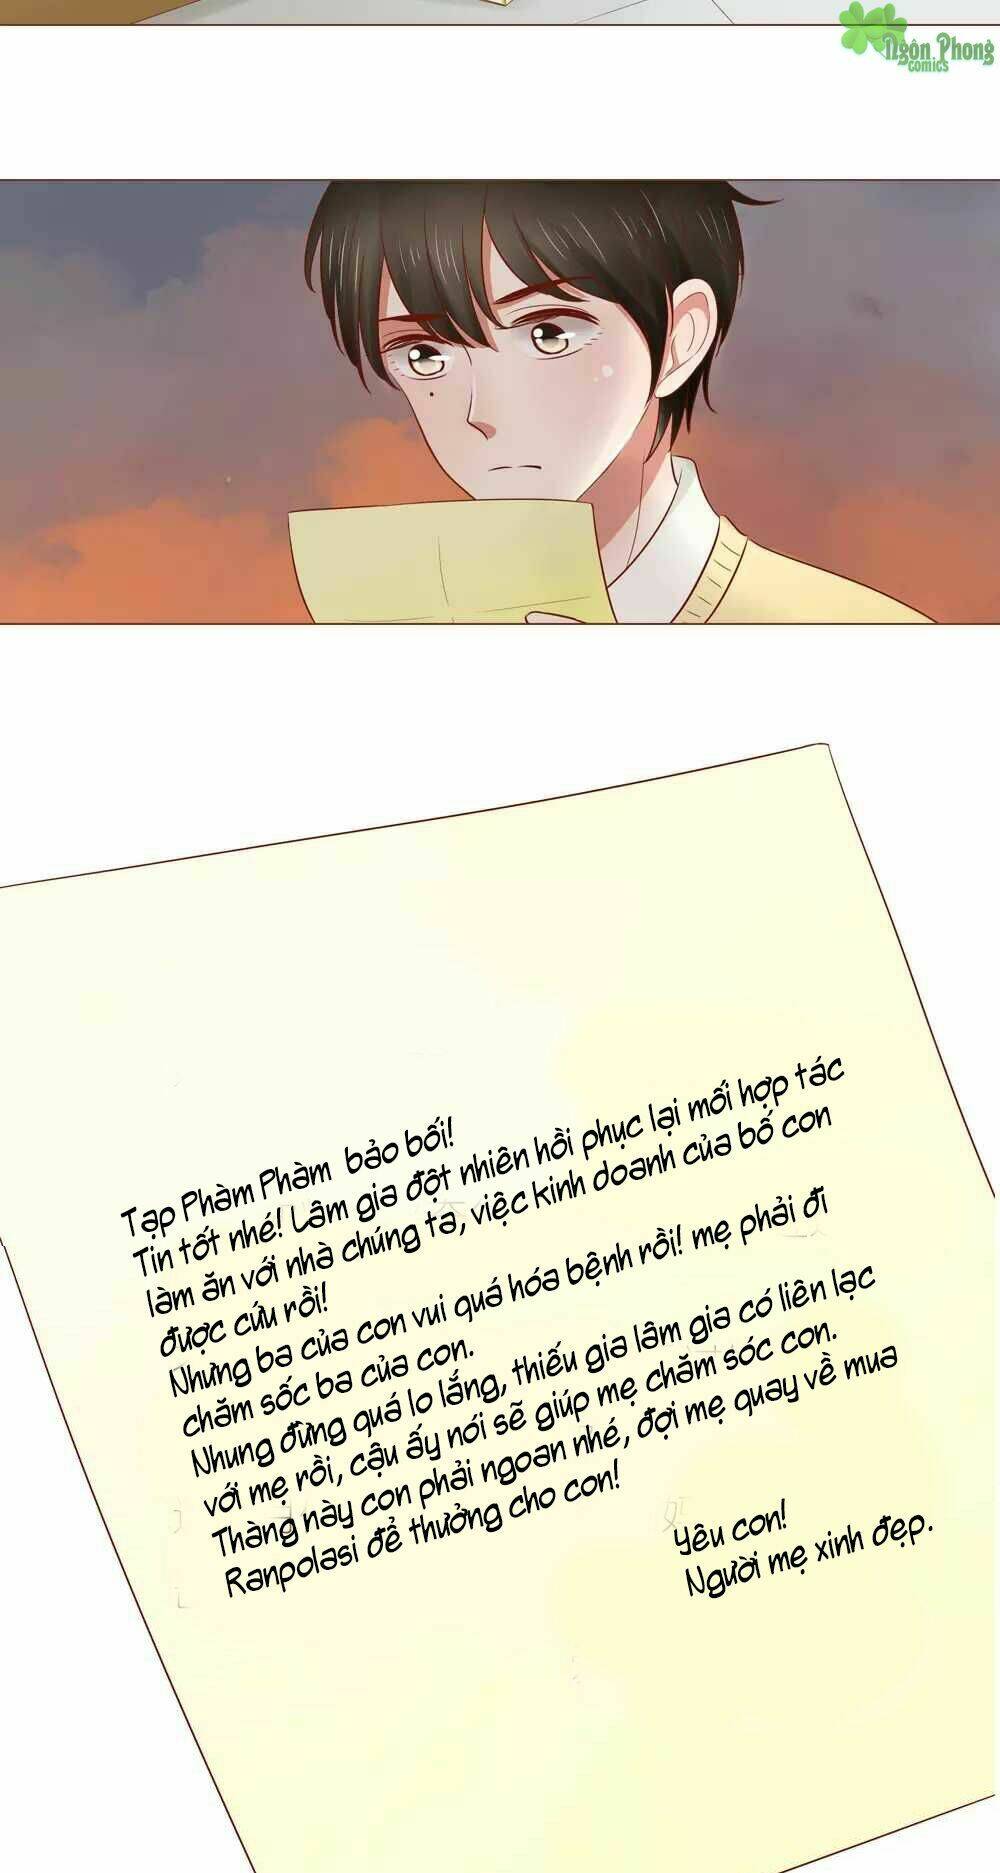 Ngôn Phong
comics
Tạp Phàm Phàm bảo bối!
Tin tốt nhé! Lâm gia đột nhiên hồi phục lại mối hợp tác
làm ăn với nhà chúng ta, việc kinh doanh của bố con
được cứu rồi!
Nhưng ba của con vui quá hóa bệnh rồi! mẹ phải đi
chăm sốc ba của con.
Nhung đừng quá lo lắng, thiếu gia lâm gia có liên lạc
với mẹ rồi, cậu ấy nói sẽ giúp mẹ chăm sóc con.
Thàng này con phải ngoan nhé, đợi mẹ quay về mua
Ranpolasi để thưởng cho con!
Yêu con!
Người mẹ xinh đẹp.